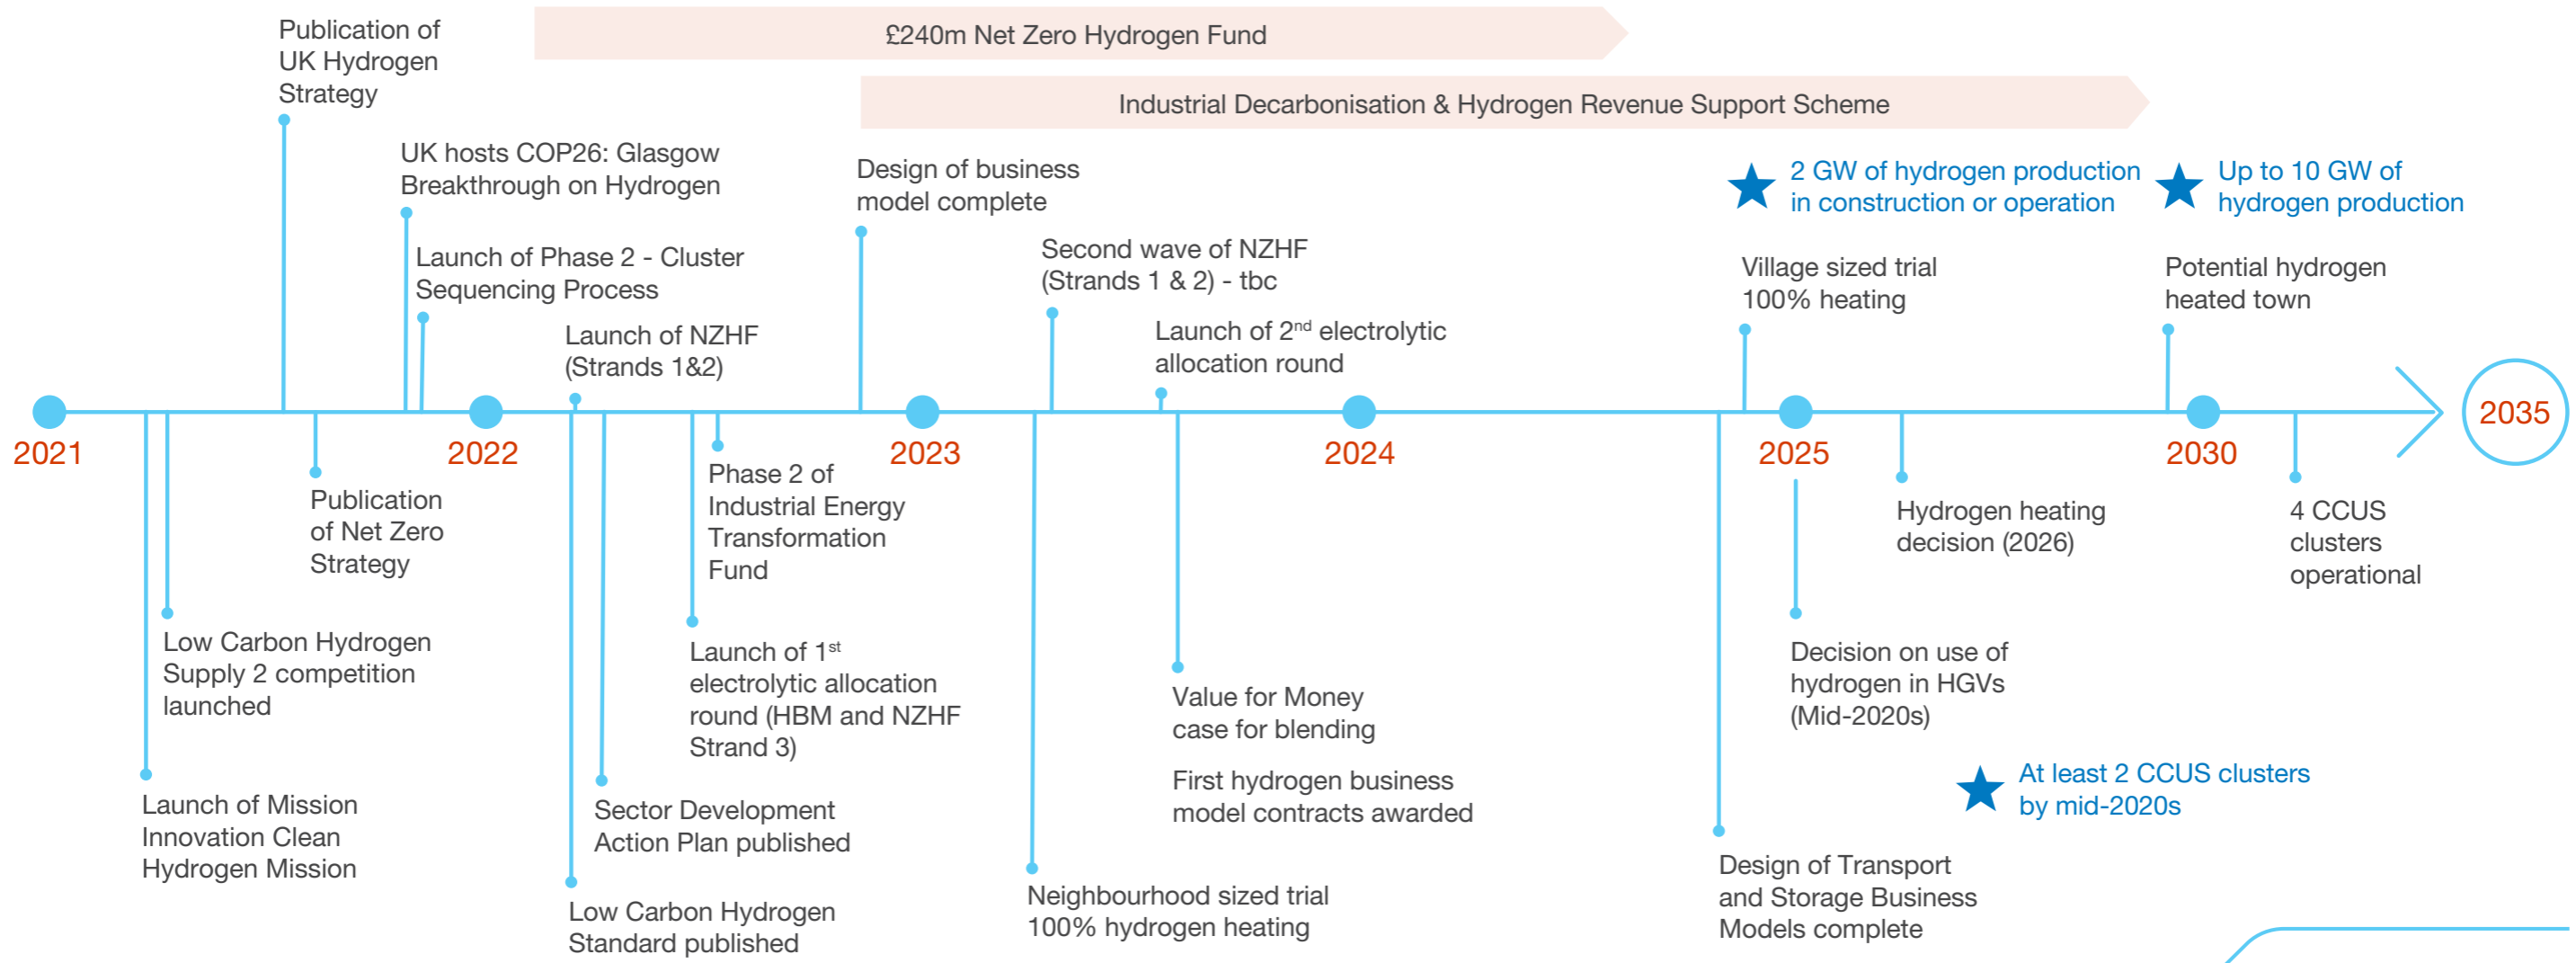 £240m Net Zero Hydrogen Fund
Industrial Decarbonisation & Hydrogen Revenue Support Scheme
Publication of
UK Hydrogen
Strategy
UK hosts COP26: Glasgow
Breakthrough on Hydrogen
Launch of Phase 2 - Cluster
Sequencing Process
Launch of NZHF
(Strands 1&2)
Design of business
model complete
Second wave of NZHF
(Strands 1 & 2) - tbc
Launch of 2nd electrolytic
allocation round
2 GW of hydrogen production
in construction or operation
Village sized trial
100% heating
Up to 10 GW of
hydrogen production
Potential hydrogen
heated town
2021
2022
2023
2024
2025
2030
2035
Launch of Mission
Innovation Clean
Hydrogen Mission
Low Carbon Hydrogen
Supply 2 competition
launched
Publication
of Net Zero
Strategy
Low Carbon Hydrogen
Standard published
Sector Development
Action Plan published
Launch of 1st
electrolytic allocation
round (HBM and NZHF
Strand 3)
Phase 2 of
Industrial Energy
Transformation
Fund
Neighbourhood sized trial
100% hydrogen heating
Value for Money
case for blending
First hydrogen business
model contracts awarded
Design of Transport
and Storage Business
Models complete
Decision on use of
hydrogen in HGVs
(Mid-2020s)
Hydrogen heating
decision (2026)
At least 2 CCUS clusters
by mid-2020s
4 CCUS
clusters
operational